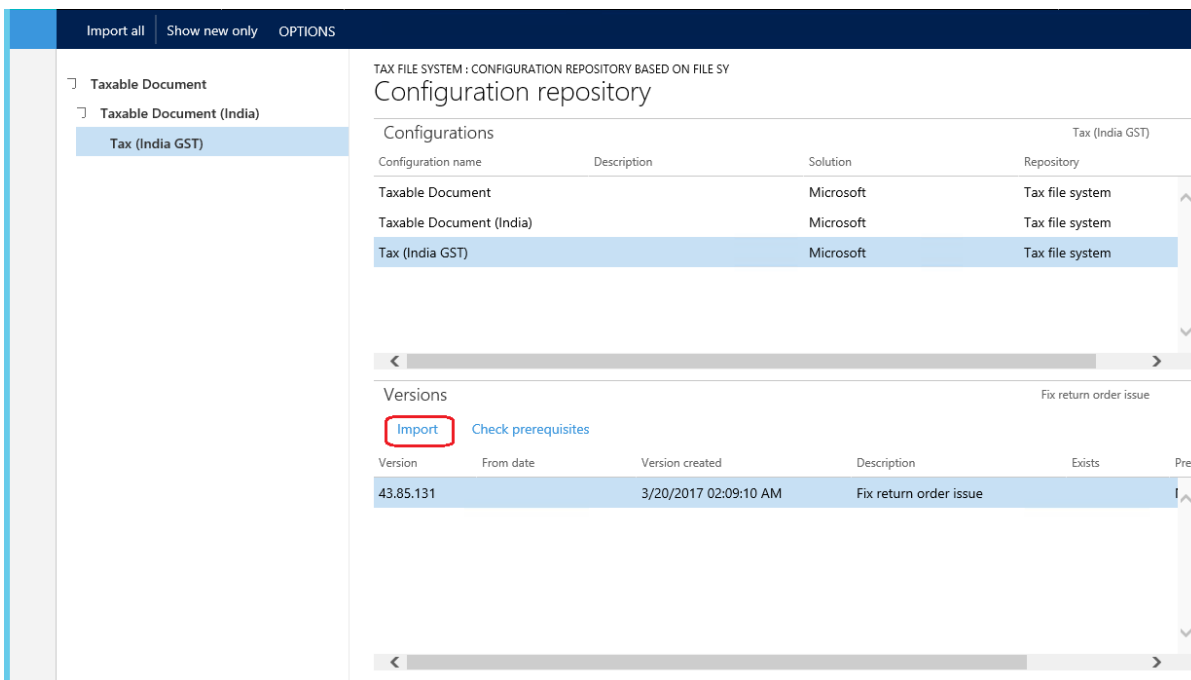 Import all Show new only OPTIONS
Taxable Document
Taxable Document (India)
Tax (India GST)
TAX FILE SYSTEM : CONFIGURATION REPOSITORY BASED ON FILE SY
Configuration repository
Configurations Tax (India GST)
Configuration name Description Solution Repository
Taxable Document Microsoft Tax file system
Taxable Document (India) Microsoft Tax file system
Tax (India GST) Microsoft Tax file system
Versions Fix return order issue
Import Check prerequisites
Version From date Version created Description Exists Pre
43.85.131 3/20/2017 02:09:10 AM Fix return order issue